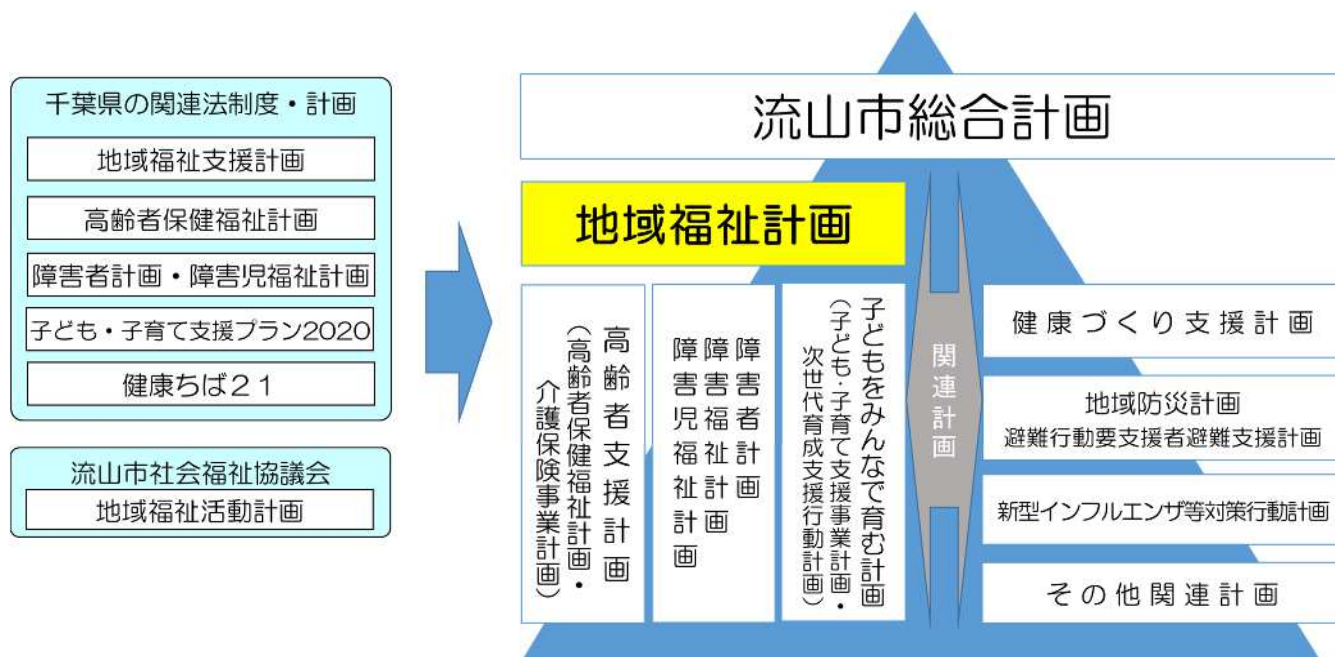 千葉県の関連法制度・計画
地域福祉支援計画
高齢者保健福祉計画
障害者計画・障害児福祉計画
子ども・子育て支援プラン2020
健康ちば21
流山市社会福祉協議会
地域福祉活動計画
流山市総合計画
地域福祉計画
高齢者支援計画
（高齢者保健福祉計画・
介護保険事業計画）
障害者計画
障害福祉計画
障害児福祉計画
子どもをみんなで育む計画
（子ども・子育て支援事業計画・
次世代育成支援行動計画）
関連計画
健康づくり支援計画
地域防災計画
避難行動要支援者避難支援計画
新型インフルエンザ等対策行動計画
その他関連計画